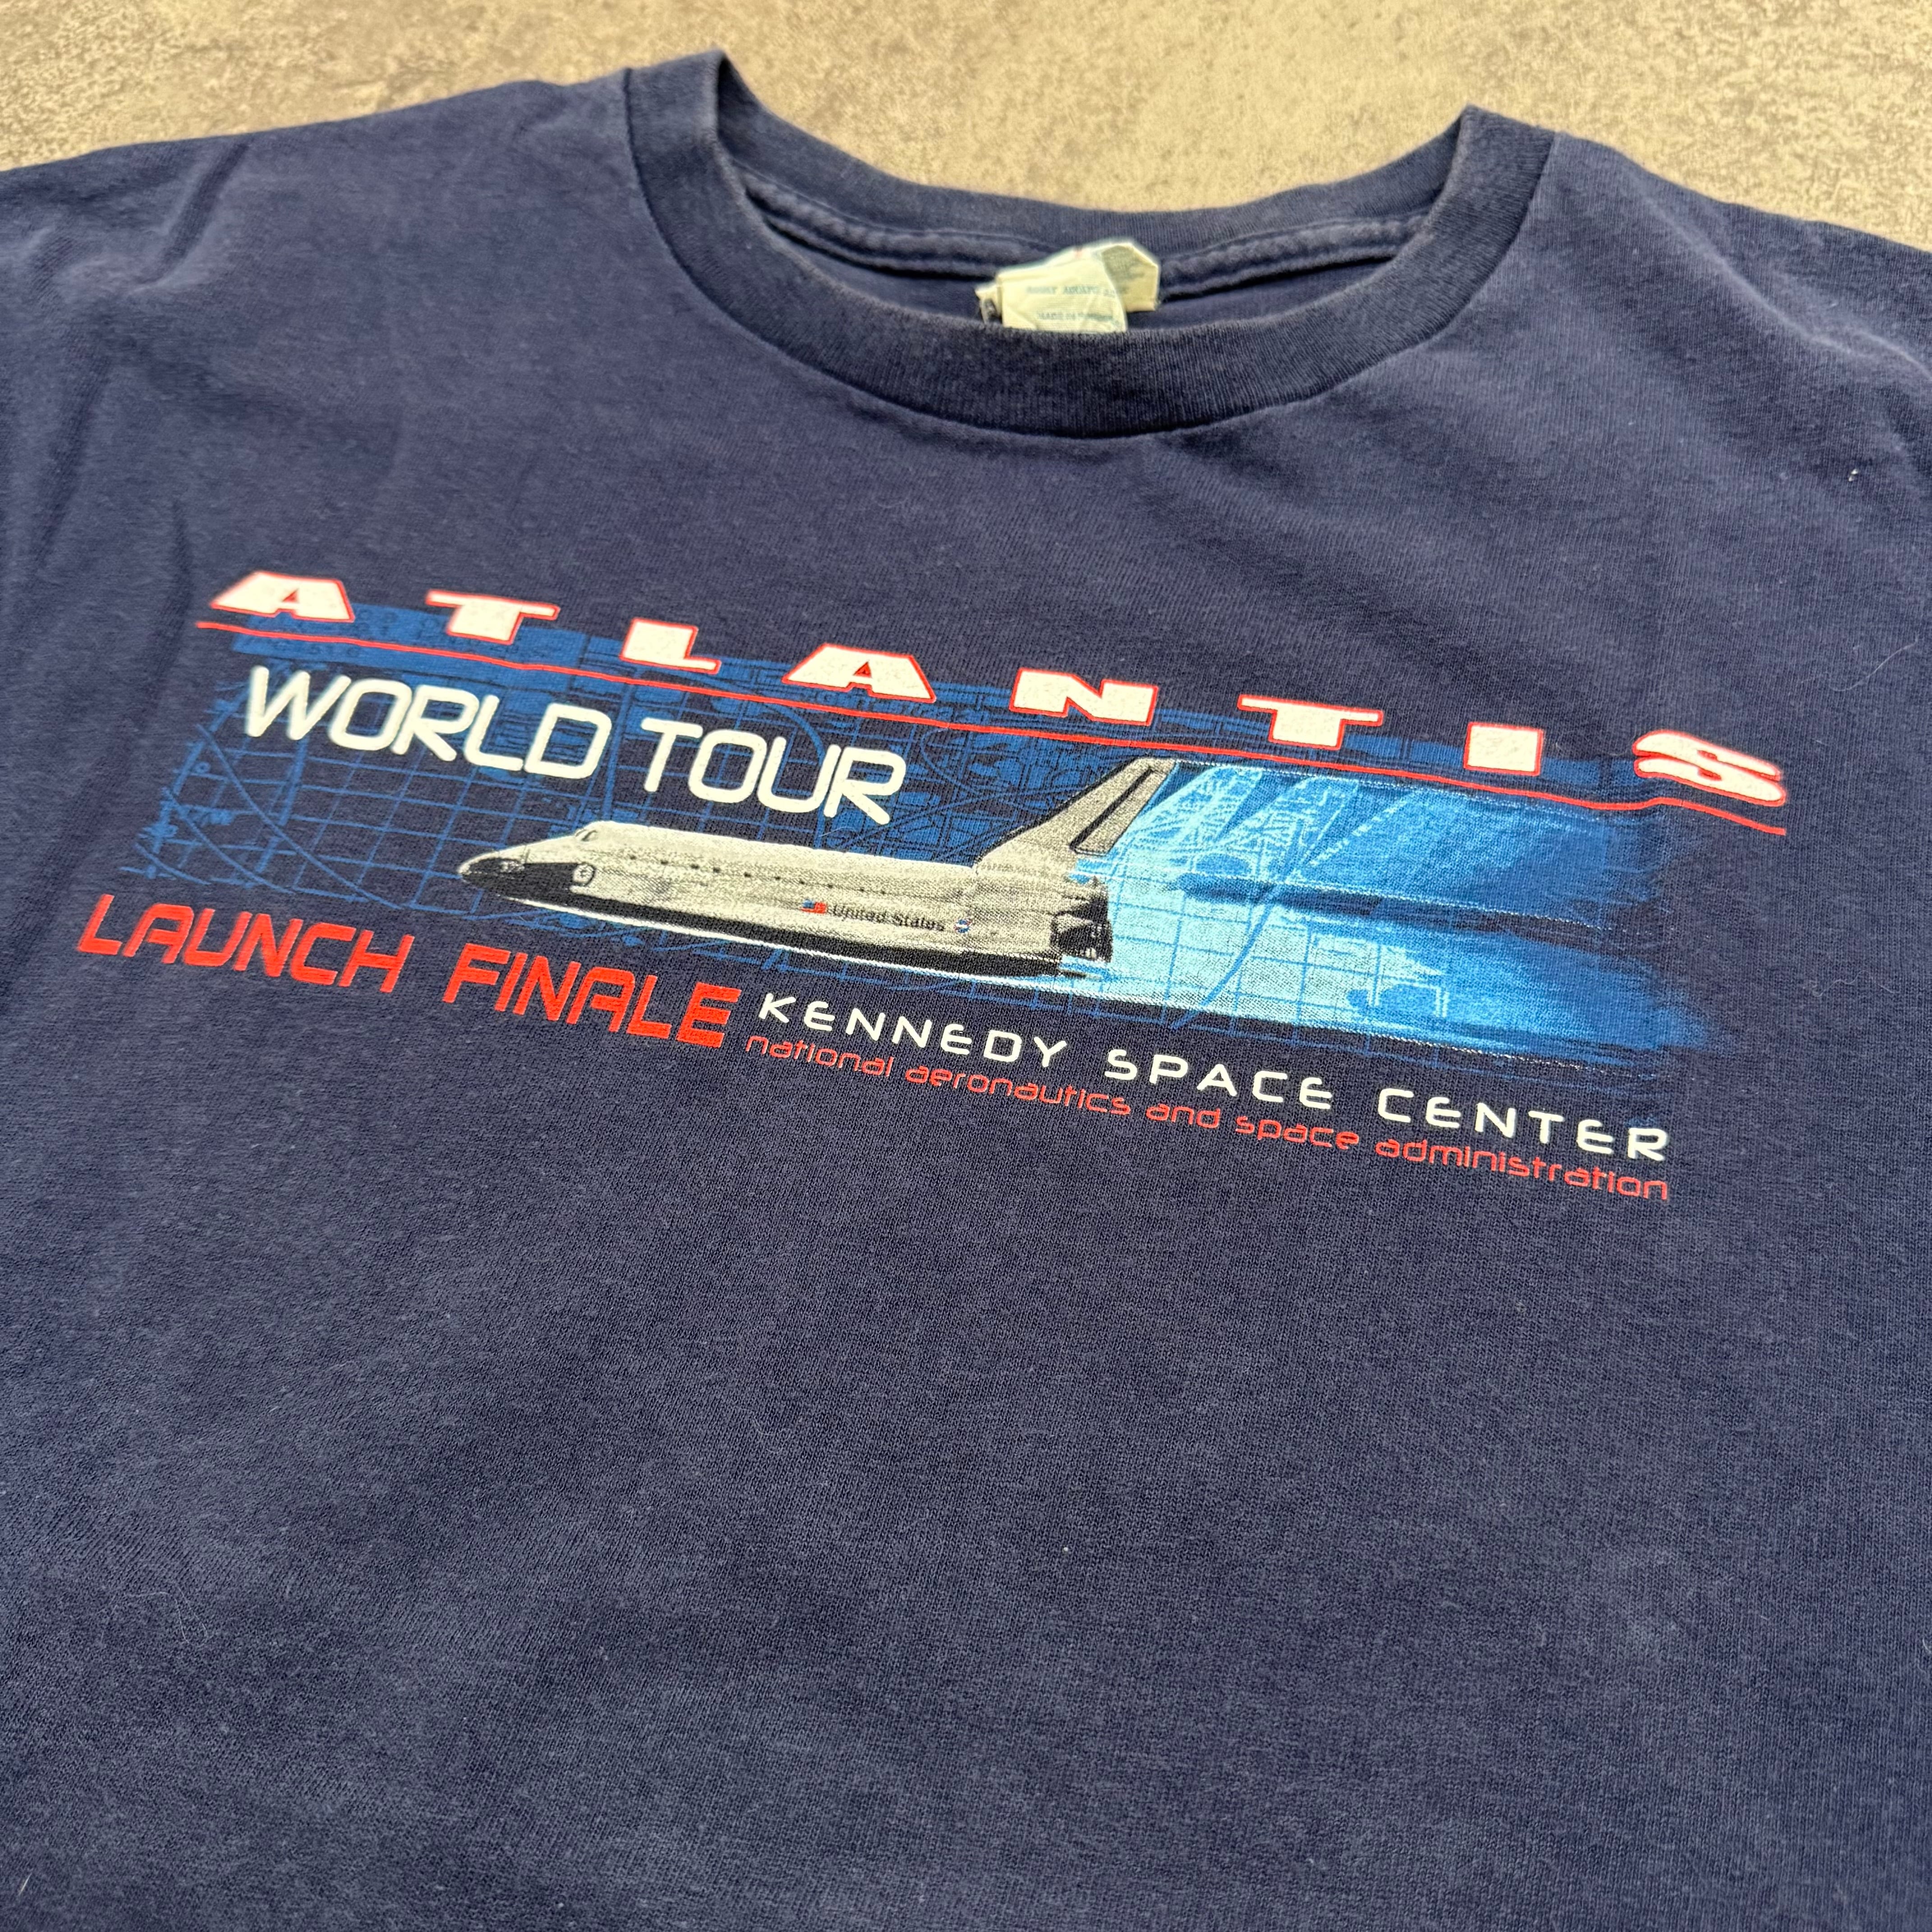 ATLANTIS
WORLD TOUR
United States
LAUNCH FINALE
KENNEDY SPACE CENTER
national aeronautics and space administration